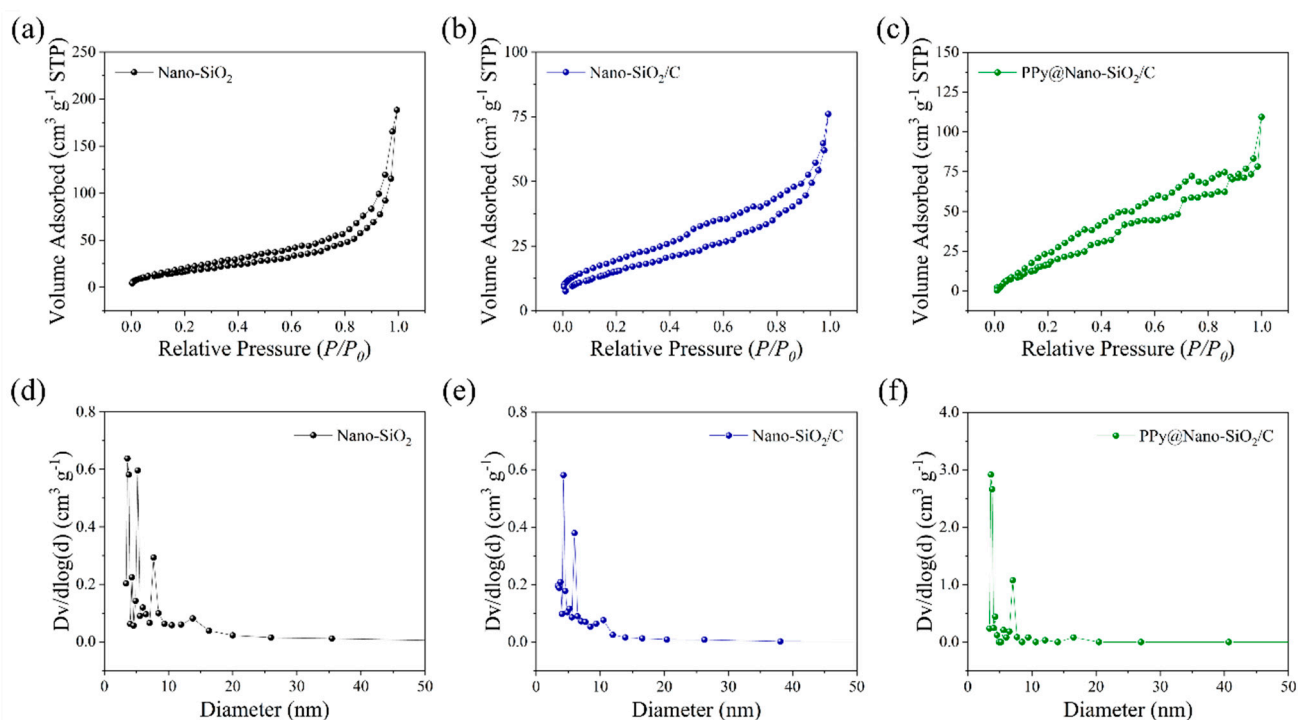 (a)
250
200
150
100
50
0
Volume Adsorbed (cm³ g⁻¹ STP)
Nano-SiO₂
0.0 0.2 0.4 0.6 0.8 1.0
Relative Pressure (P/P₀)
(b)
100
75
50
25
0
Volume Adsorbed (cm³ g⁻¹ STP)
Nano-SiO₂/C
0.0 0.2 0.4 0.6 0.8 1.0
Relative Pressure (P/P₀)
(c)
150
125
100
75
50
25
0
Volume Adsorbed (cm³ g⁻¹ STP)
PPy@Nano-SiO₂/C
0.0 0.2 0.4 0.6 0.8 1.0
Relative Pressure (P/P₀)
(d)
0.8
0.6
0.4
0.2
0.0
Dv/dlog(d) (cm³ g⁻¹)
Nano-SiO₂
0 10 20 30 40 50
Diameter (nm)
(e)
0.8
0.6
0.4
0.2
0.0
Dv/dlog(d) (cm³ g⁻¹)
Nano-SiO₂/C
0 10 20 30 40 50
Diameter (nm)
(f)
4.0
3.0
2.0
1.0
0.0
Dv/dlog(d) (cm³ g⁻¹)
PPy@Nano-SiO₂/C
0 10 20 30 40 50
Diameter (nm)